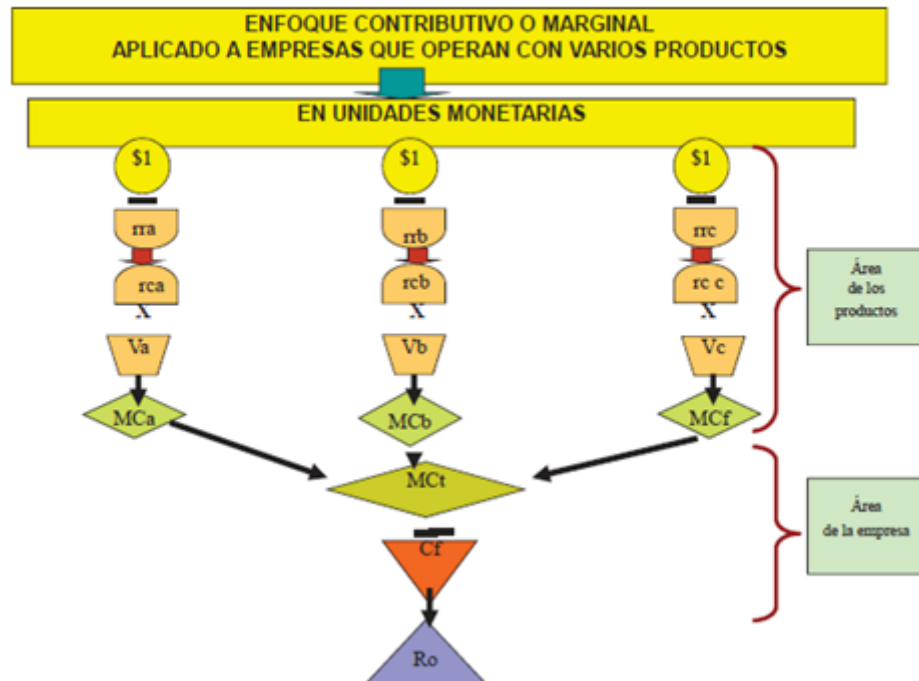 ENFOQUE CONTRIBUTIVO O MARGINAL
APLICADO A EMPRESAS QUE OPERAN CON VARIOS PRODUCTOS
EN UNIDADES MONETARIAS
$1 $1 $1
rra rrb rrc
rca rcb rc c
X X X
Va Vb Vc
MCa MCb MCf
MCt
Cf
Ro
Área
de los
productos
Área
de la empresa